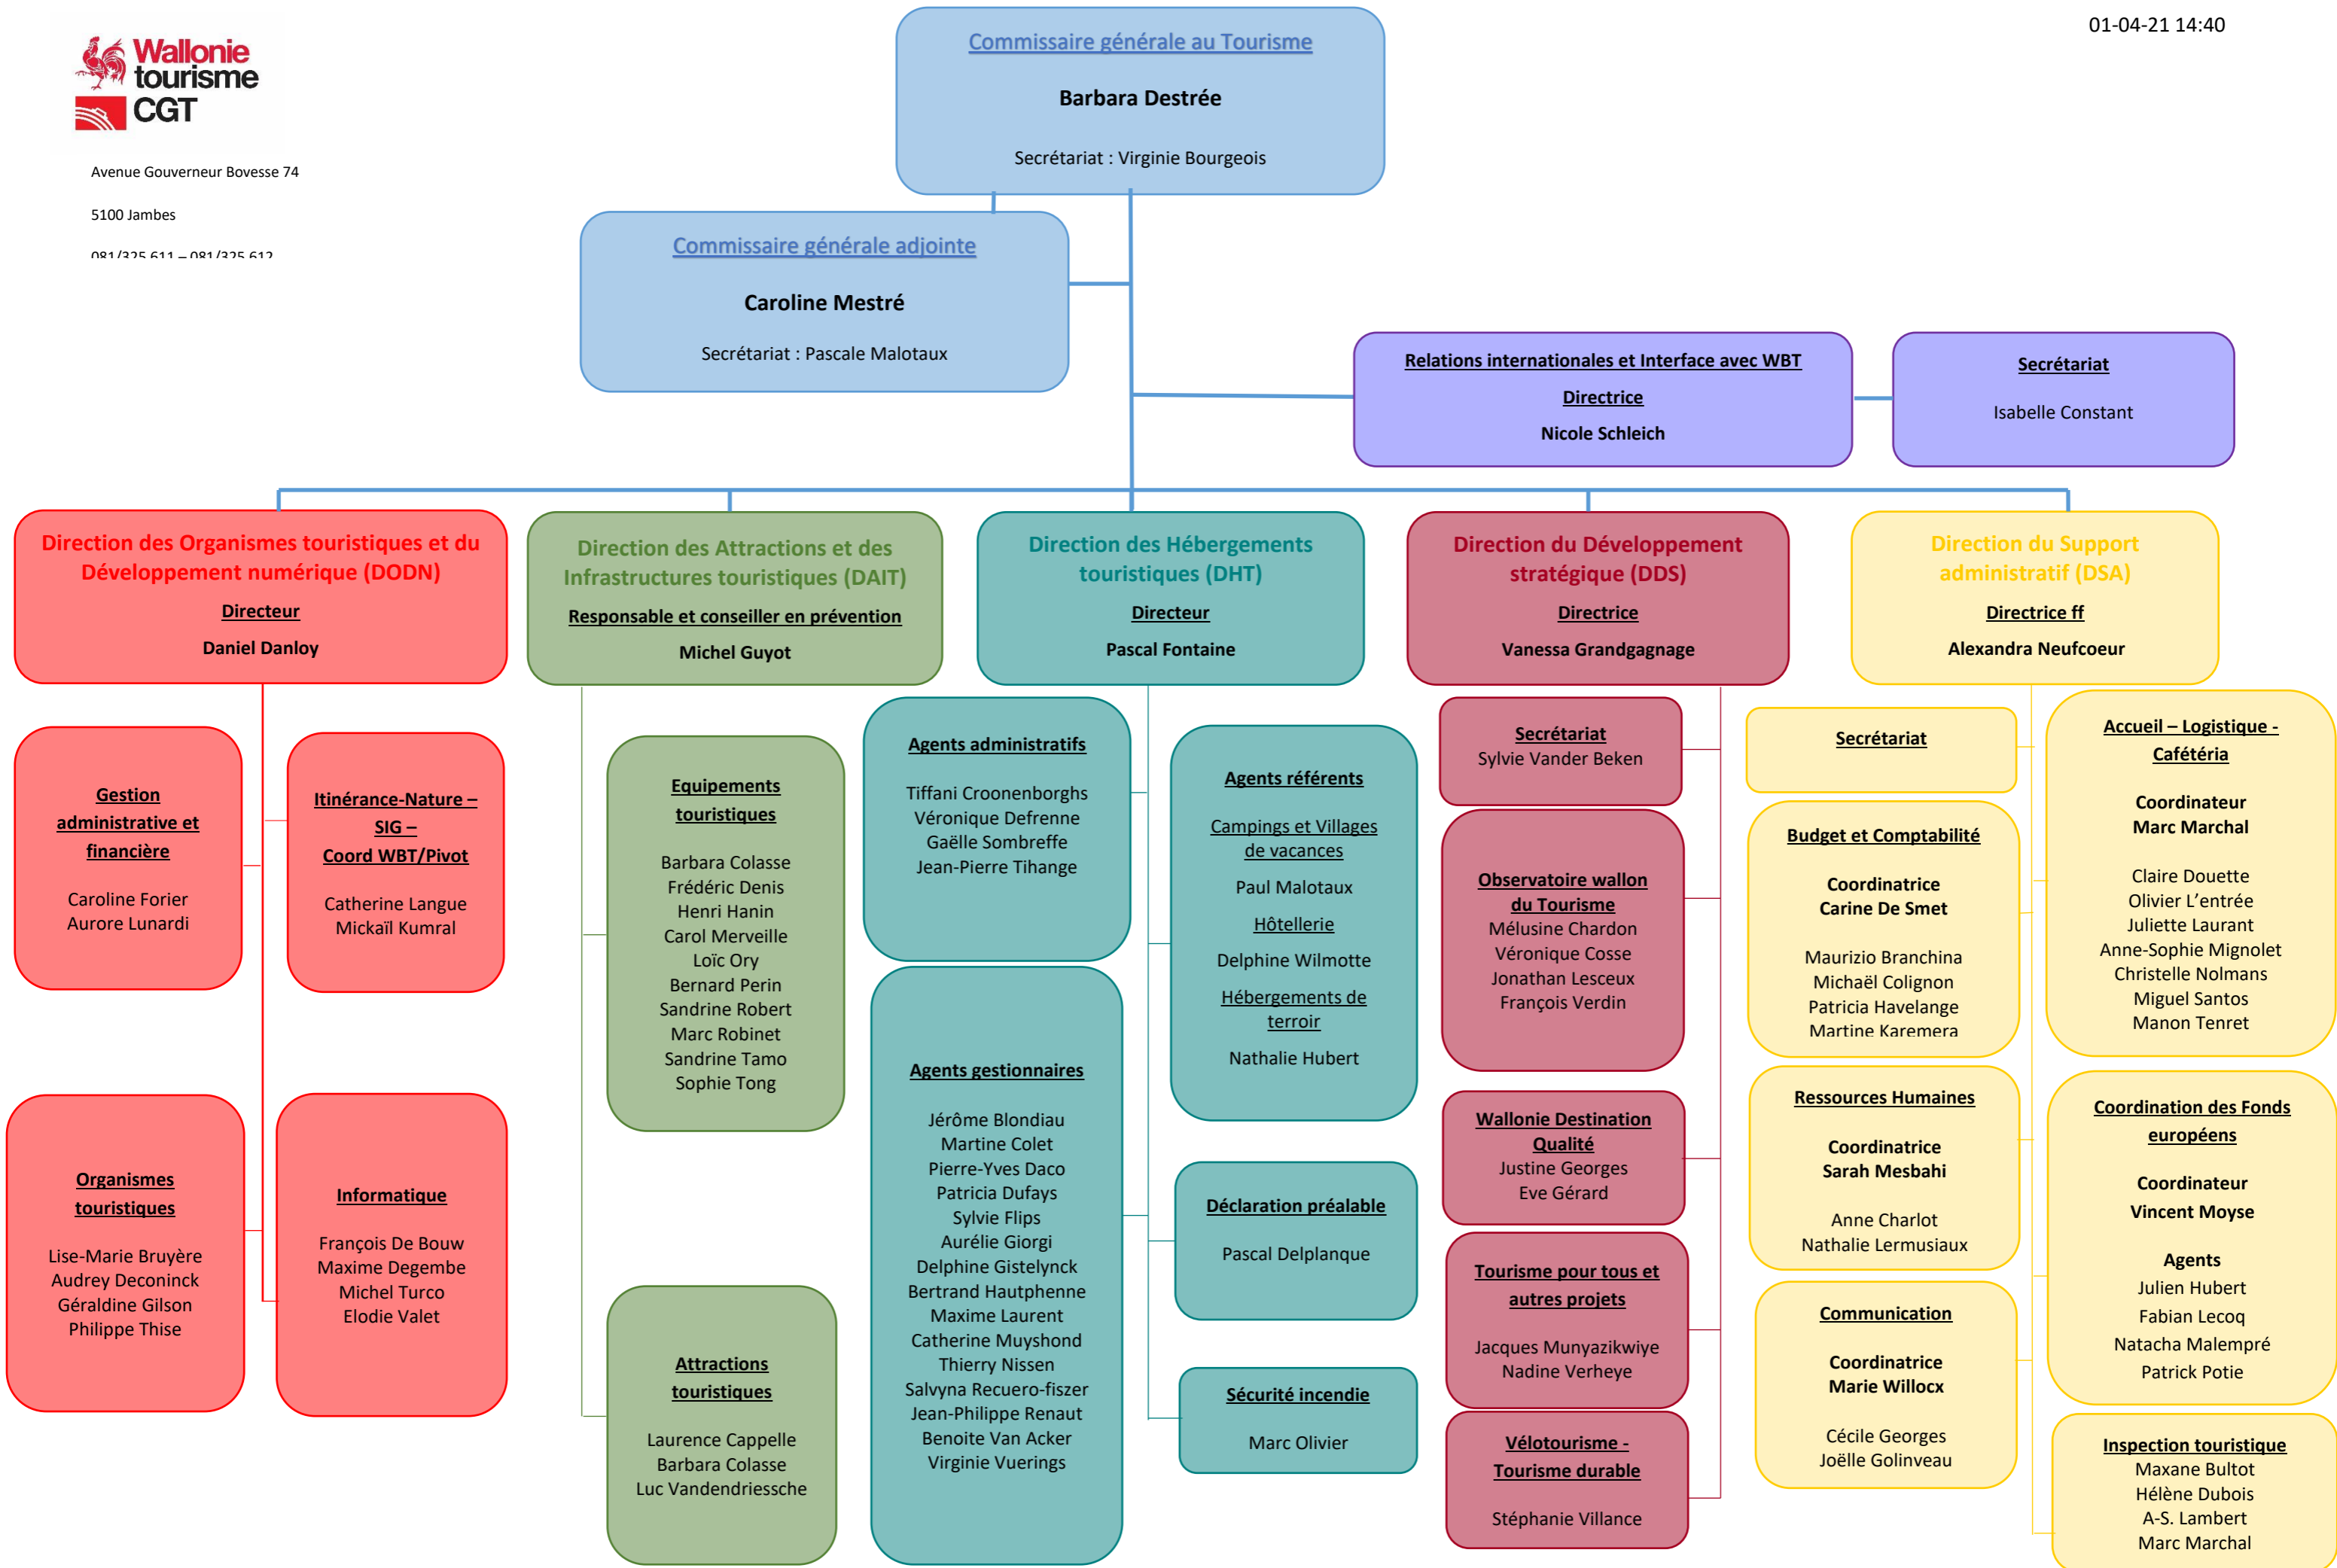 Wallonie
tourisme
CGT
Avenue Gouverneur Bovesse 74
5100 Jambes
081/325 611 – 081/325 612
01-04-21 14:40
Commissaire générale au Tourisme
Barbara Destrée
Secrétariat : Virginie Bourgeois
Commissaire générale adjointe
Caroline Mestré
Secrétariat : Pascale Malotaux
Relations internationales et Interface avec WBT
Directrice
Nicole Schleich
Secrétariat
Isabelle Constant
Direction des Organismes touristiques et du
Développement numérique (DODN)
Directeur
Daniel Danloy
Gestion
administrative et
financière
Caroline Forier
Aurore Lunardi
Itinérance-Nature –
SIG –
Coord WBT/Pivot
Catherine Langue
Mickaïl Kumral
Organismes
touristiques
Lise-Marie Bruyère
Audrey Deconinck
Géraldine Gilson
Philippe Thise
Informatique
François De Bouw
Maxime Degembe
Michel Turco
Elodie Valet
Direction des Attractions et des
Infrastructures touristiques (DAIT)
Responsable et conseiller en prévention
Michel Guyot
Equipements
touristiques
Barbara Colasse
Frédéric Denis
Henri Hanin
Carol Merveille
Loïc Ory
Bernard Perin
Sandrine Robert
Marc Robinet
Sandrine Tamo
Sophie Tong
Attractions
touristiques
Laurence Cappelle
Barbara Colasse
Luc Vandendriessche
Direction des Hébergements
touristiques (DHT)
Directeur
Pascal Fontaine
Agents administratifs
Tiffani Croonenborghs
Véronique Defrenne
Gaëlle Sombreffe
Jean-Pierre Tihange
Agents gestionnaires
Jérôme Blondiau
Martine Colet
Pierre-Yves Daco
Patricia Dufays
Sylvie Flips
Aurélie Giorgi
Delphine Gistelynck
Bertrand Hautphenne
Maxime Laurent
Catherine Muyshond
Thierry Nissen
Salvyna Recuero-fiszer
Jean-Philippe Renaut
Benoite Van Acker
Virginie Vuerings
Agents référents
Campings et Villages
de vacances
Paul Malotaux
Hôtellerie
Delphine Wilmotte
Hébergements de
terroir
Nathalie Hubert
Déclaration préalable
Pascal Delplanque
Sécurité incendie
Marc Olivier
Direction du Développement
stratégique (DDS)
Directrice
Vanessa Grandgagnage
Secrétariat
Sylvie Vander Beken
Observatoire wallon
du Tourisme
Mélusine Chardon
Véronique Cosse
Jonathan Lesceux
François Verdin
Wallonie Destination
Qualité
Justine Georges
Eve Gérard
Tourisme pour tous et
autres projets
Jacques Munyazikwiye
Nadine Verheye
Vélotourisme -
Tourisme durable
Stéphanie Villance
Direction du Support
administratif (DSA)
Directrice ff
Alexandra Neufcoeur
Secrétariat
Budget et Comptabilité
Coordinatrice
Carine De Smet
Maurizio Branchina
Michaël Colignon
Patricia Havelange
Martine Karemera
Ressources Humaines
Coordinatrice
Sarah Mesbahi
Anne Charlot
Nathalie Lermusiaux
Communication
Coordinatrice
Marie Willocx
Cécile Georges
Joëlle Golinveau
Accueil – Logistique -
Cafétéria
Coordinateur
Marc Marchal
Claire Douette
Olivier L’entrée
Juliette Laurant
Anne-Sophie Mignolet
Christelle Nolmans
Miguel Santos
Manon Tenret
Coordination des Fonds
européens
Coordinateur
Vincent Moyse
Agents
Julien Hubert
Fabian Lecoq
Natacha Malempré
Patrick Potie
Inspection touristique
Maxane Bultot
Hélène Dubois
A-S. Lambert
Marc Marchal